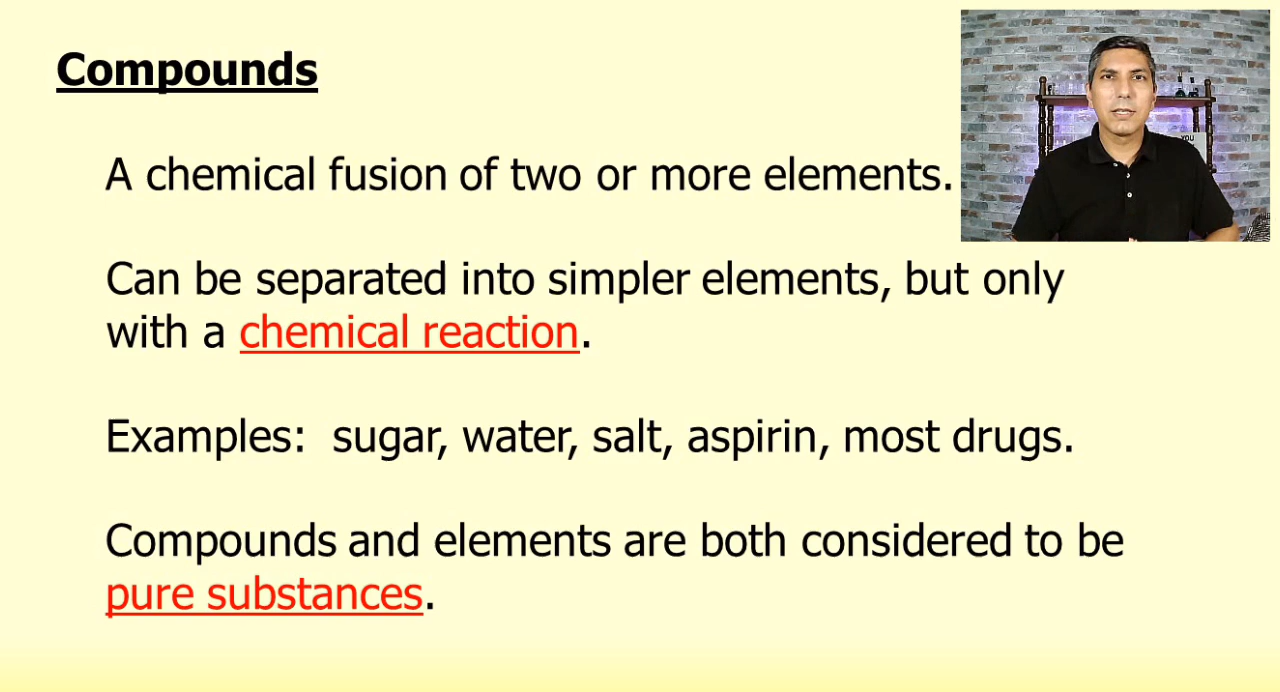 Compounds
A chemical fusion of two or more elements.
Can be separated into simpler elements, but only
with a chemical reaction.
Examples:  sugar, water, salt, aspirin, most drugs.
Compounds and elements are both considered to be
pure substances.
YOU